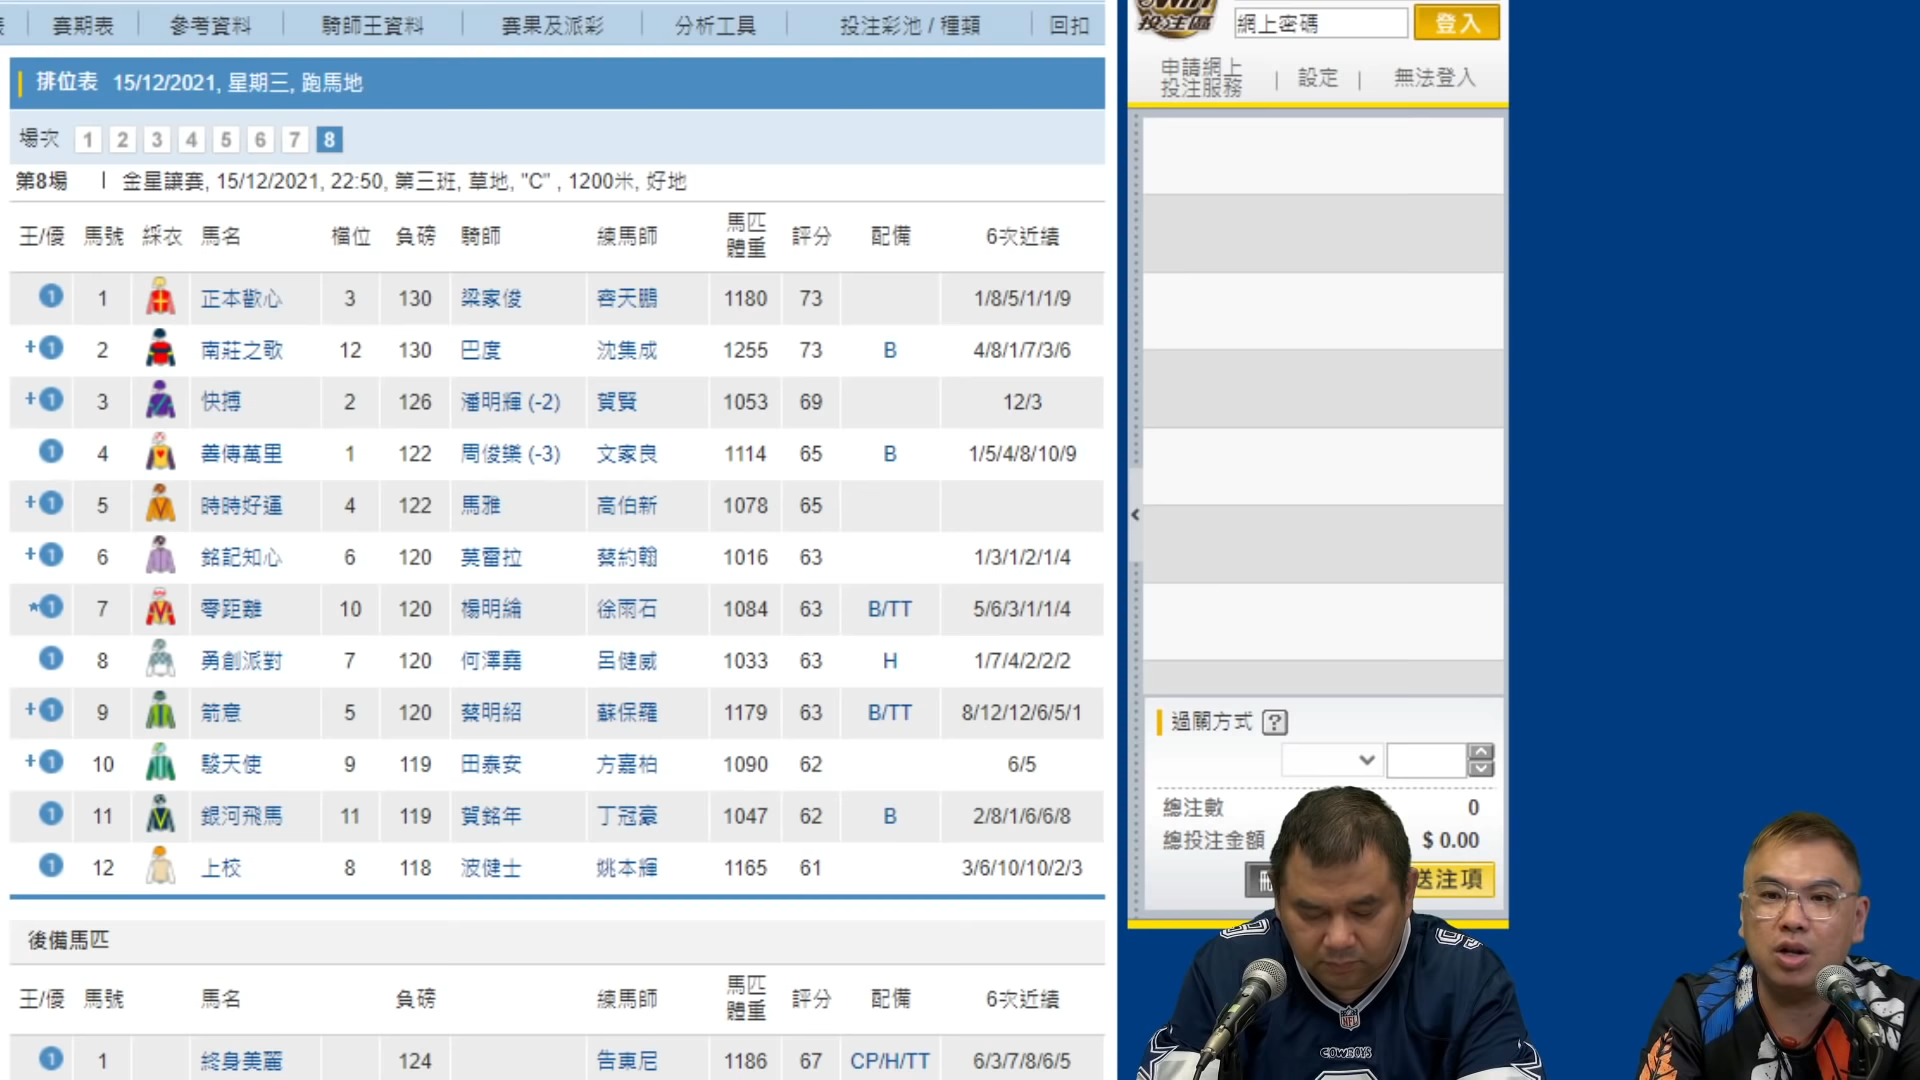 賽期表 參考資料 騎師王資料 賽果及派彩 分析工具 投注彩池 / 種類 回扣
排位表 15/12/2021, 星期三, 跑馬地
場次 1 2 3 4 5 6 7 8
第8場 | 金星讓賽, 15/12/2021, 22:50, 第三班, 草地, "C" , 1200米, 好地
王/優 馬號 綵衣 馬名 檔位 負磅 騎師 練馬師 馬匹體重 評分 配備 6次近績
1 1 正本歡心 3 130 梁家俊 容天鵬 1180 73 1/8/5/1/1/9
+1 2 南莊之歌 12 130 巴度 沈集成 1255 73 B 4/8/1/7/3/6
+1 3 快搏 2 126 潘明輝 (-2) 賀賢 1053 69 12/3
1 4 善傳萬里 1 122 周俊樂 (-3) 文家良 1114 65 B 1/5/4/8/10/9
+1 5 時時好運 4 122 馬雅 高伯新 1078 65
+1 6 銘記知心 6 120 莫雷拉 蔡約翰 1016 63 1/3/1/2/1/4
*1 7 零距離 10 120 楊明綸 徐雨石 1084 63 B/TT 5/6/3/1/1/4
1 8 勇創派對 7 120 何澤堯 呂健威 1033 63 H 1/7/4/2/2/2
+1 9 箭意 5 120 蔡明紹 蘇保羅 1179 63 B/TT 8/12/12/6/5/1
+1 10 駿天使 9 119 田泰安 方嘉柏 1090 62 6/5
1 11 銀河飛馬 11 119 賀銘年 丁冠豪 1047 62 B 2/8/1/6/6/8
1 12 上校 8 118 波健士 姚本輝 1165 61 3/6/10/10/2/3
後備馬匹
王/優 馬號 馬名 負磅 練馬師 馬匹體重 評分 配備 6次近績
1 1 終身美麗 124 告東尼 1186 67 CP/H/TT 6/3/7/8/6/5
投注區
網上密碼 登入
申請網上投注服務 | 設定 | 無法登入
過關方式 ?
總注數 0
總投注金額 $ 0.00
送注項
NFL
COWBOYS